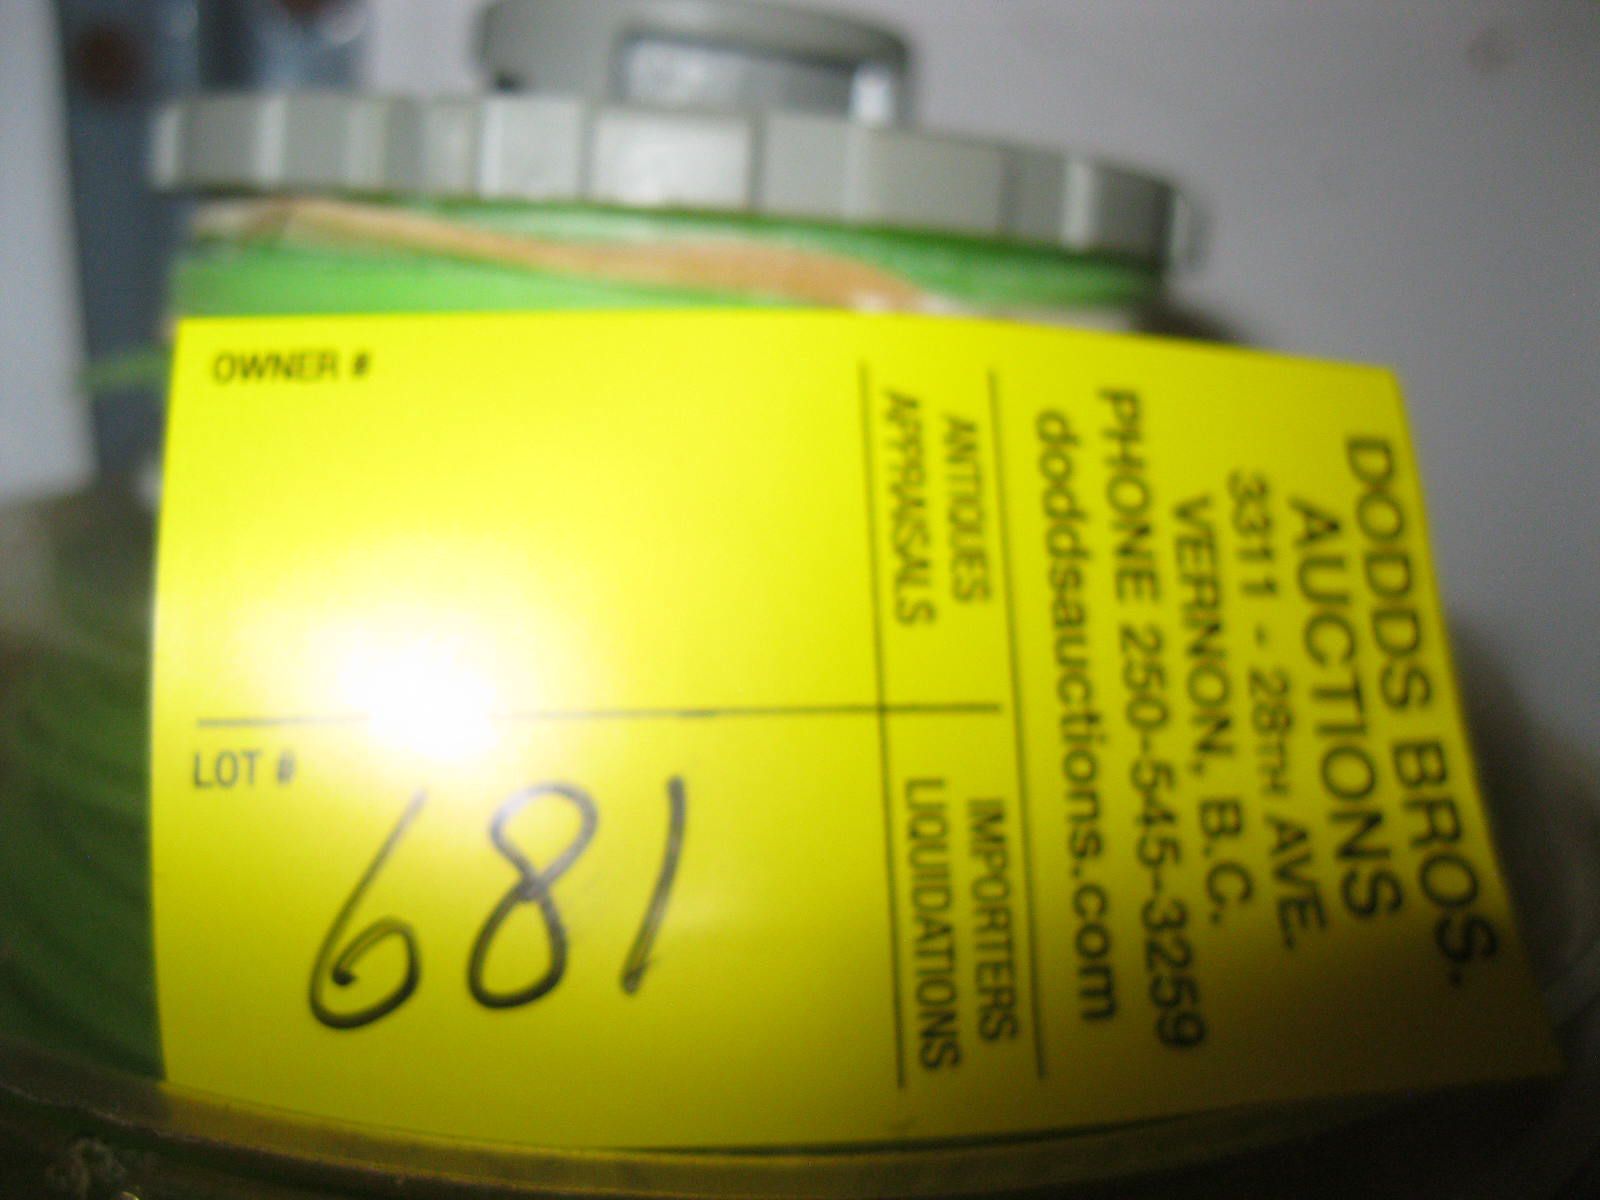 OWNER #
LOT #
681
DODDS BROS.
AUCTIONS
3311 - 28TH AVE.
VERNON, B.C.
PHONE 250-545-3259
doddsauctions.com
ANTIQUES
APPRAISALS
IMPORTERS
LIQUIDATIONS